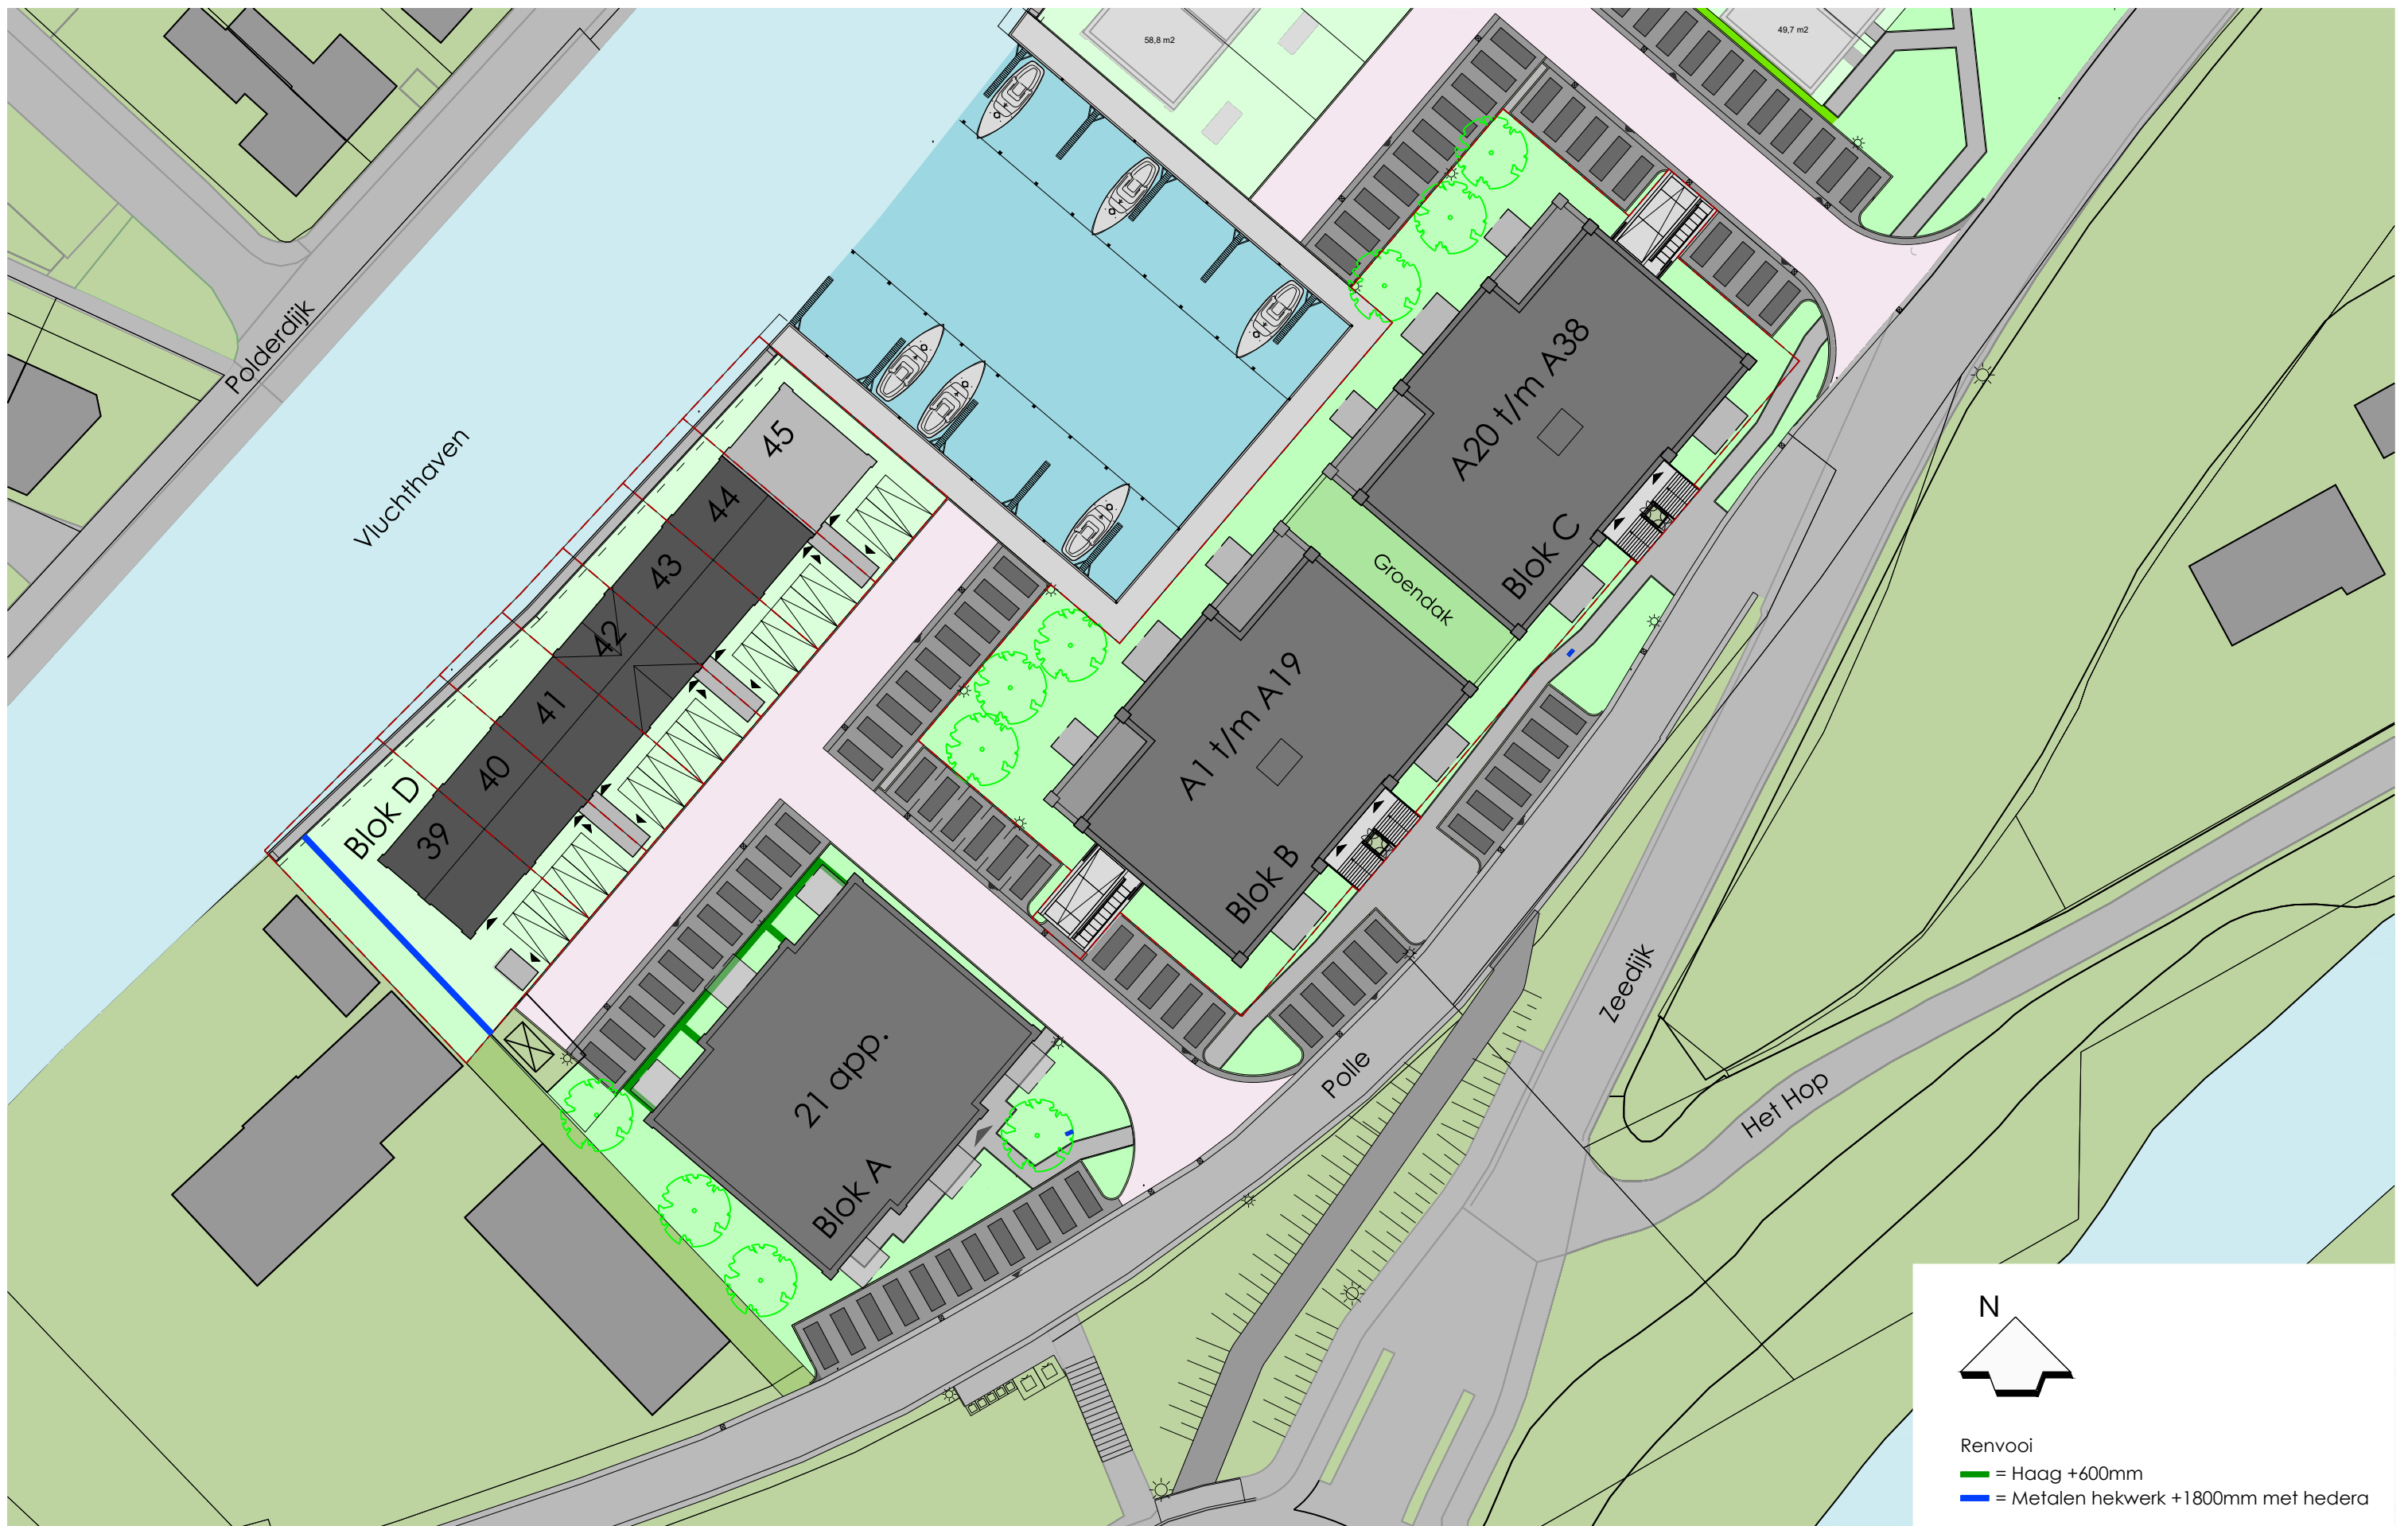 58,8 m2
49,7 m2
Polderdijk
Vluchthaven
45
44
43
42
41
40
39
Blok D
A20 t/m A38
Blok C
Groendak
A1 t/m A19
Blok B
21 app.
Blok A
Polle
Zeedijk
Het Hop
N
Renvooi
= Haag +600mm
= Metalen hekwerk +1800mm met hedera